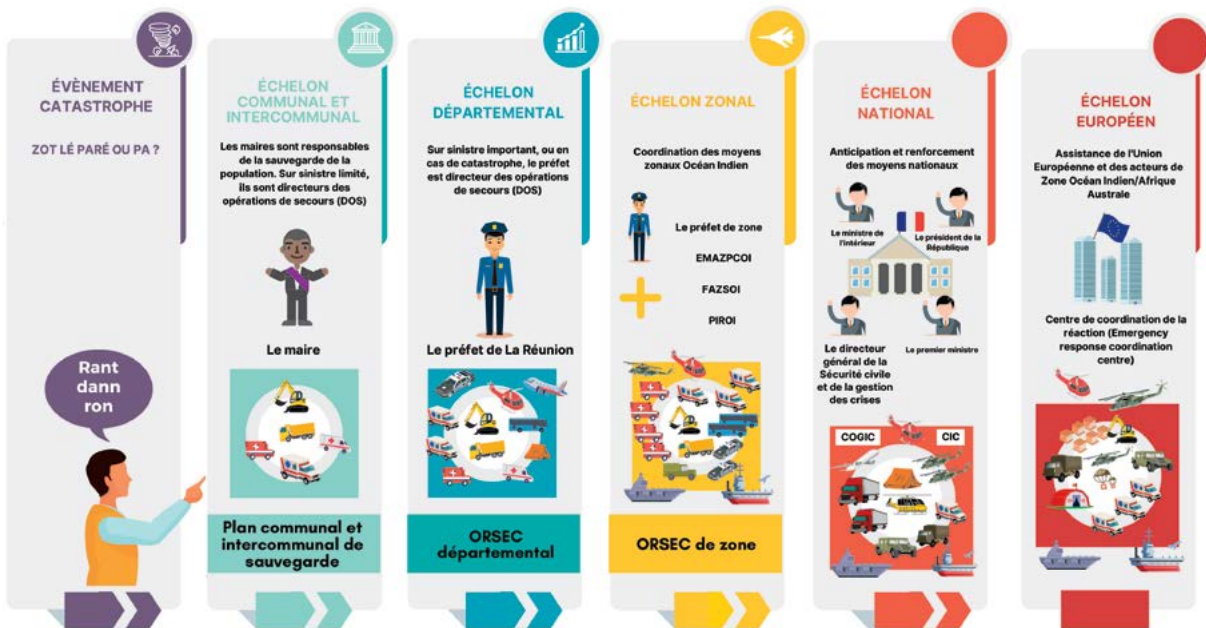 ÉVÈNEMENT
CATASTROPHE
ZOT LÉ PARÉ OU PA ?
Rant
dann
ron
ÉCHELON
COMMUNAL ET
INTERCOMMUNAL
Les maires sont responsables
de la sauvegarde de la
population. Sur sinistre limité,
ils sont directeurs des
opérations de secours (DOS)
Le maire
Plan communal et
intercommunal de
sauvegarde
ÉCHELON
DÉPARTEMENTAL
Sur sinistre important, ou en
cas de catastrophe, le préfet
est directeur des opérations
de secours (DOS)
Le préfet de La Réunion
ORSEC
départemental
ÉCHELON ZONAL
Coordination des moyens
zonaux Océan Indien
Le préfet de zone
EMAZPCOI
FAZSOI
PIROI
ORSEC de zone
ÉCHELON
NATIONAL
Anticipation et renforcement
des moyens nationaux
Le ministre de
l'intérieur
Le président de la
République
Le directeur
général de la
Sécurité civile
et de la gestion
des crises
Le premier ministre
COGIC
CIC
ÉCHELON
EUROPÉEN
Assistance de l'Union
Européenne et des acteurs de
Zone Océan Indien/Afrique
Australe
Centre de coordination de la
réaction (Emergency
response coordination
centre)